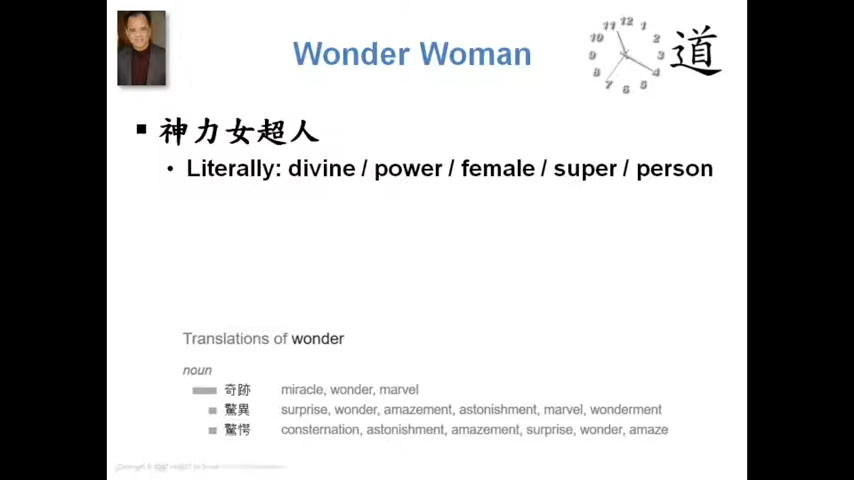 Wonder Woman
道
神力女超人
Literally: divine / power / female / super / person
Translations of wonder
noun
奇跡 miracle, wonder, marvel
驚異 surprise, wonder, amazement, astonishment, marvel, wonderment
驚愕 consternation, astonishment, amazement, surprise, wonder, amaze